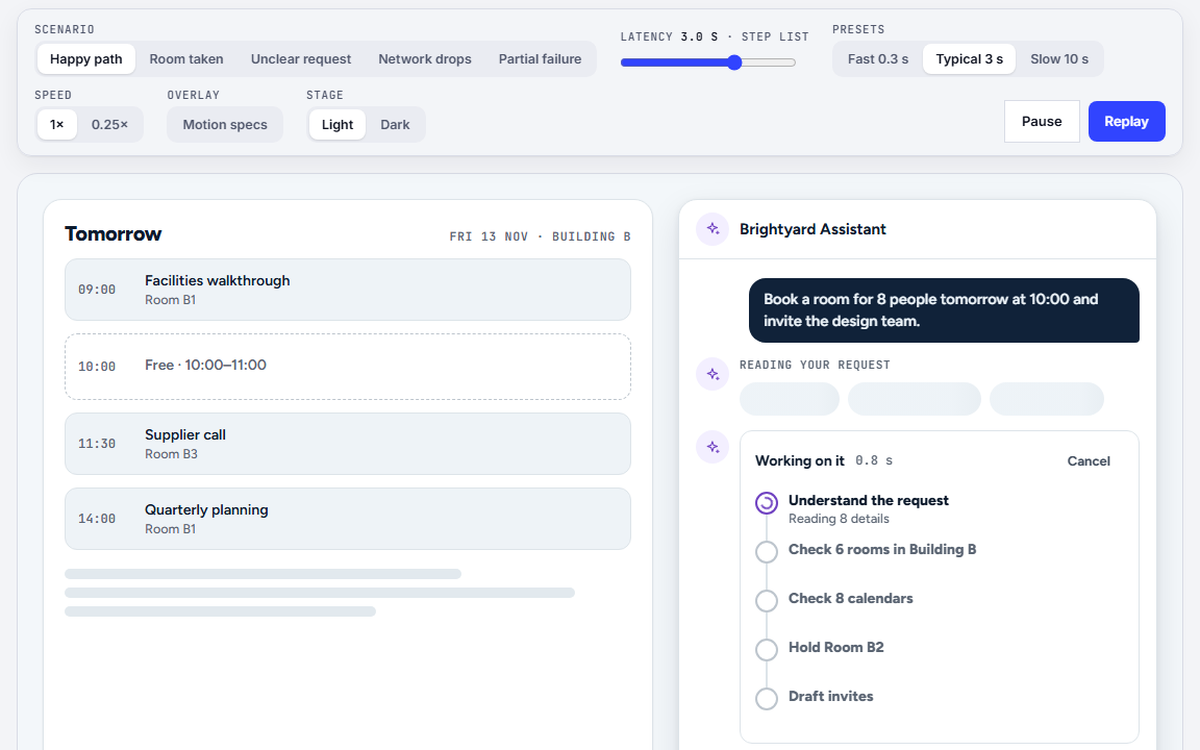 SCENARIO
Happy path
Room taken
Unclear request
Network drops
Partial failure
LATENCY 3.0 S · STEP LIST
PRESETS
Fast 0.3 s
Typical 3 s
Slow 10 s
SPEED
1×
0.25×
OVERLAY
Motion specs
STAGE
Light
Dark
Pause
Replay
Tomorrow
FRI 13 NOV · BUILDING B
09:00
Facilities walkthrough
Room B1
10:00
Free · 10:00–11:00
11:30
Supplier call
Room B3
14:00
Quarterly planning
Room B1
Brightyard Assistant
Book a room for 8 people tomorrow at 10:00 and
invite the design team.
READING YOUR REQUEST
Working on it 0.8 s
Cancel
Understand the request
Reading 8 details
Check 6 rooms in Building B
Check 8 calendars
Hold Room B2
Draft invites